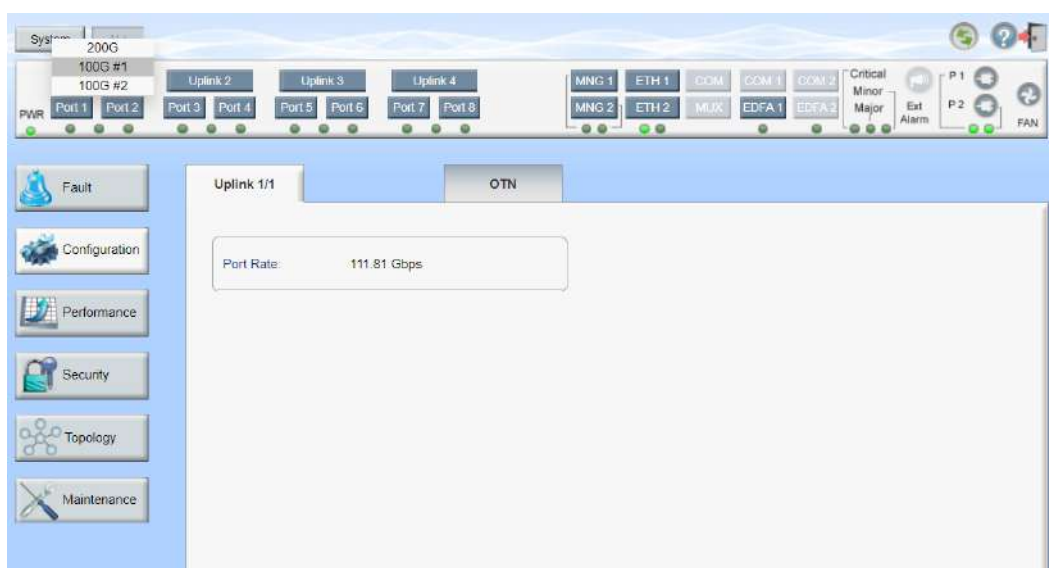 200G
100G #1
100G #2
Uplink 2 Uplink 3 Uplink 4
MNG 1 ETH 1 COM COM 1 COM 2
Critical
Minor
Major
Ext
Alarm
P 1
P 2
FAN
PWR Port 1 Port 2 Port 3 Port 4 Port 5 Port 6 Port 7 Port 8
MNG 2 ETH 2 MUX EDFA 1 EDFA 2
Fault
Configuration
Performance
Security
Topology
Maintenance
Uplink 1/1 OTN
Port Rate: 111.81 Gbps